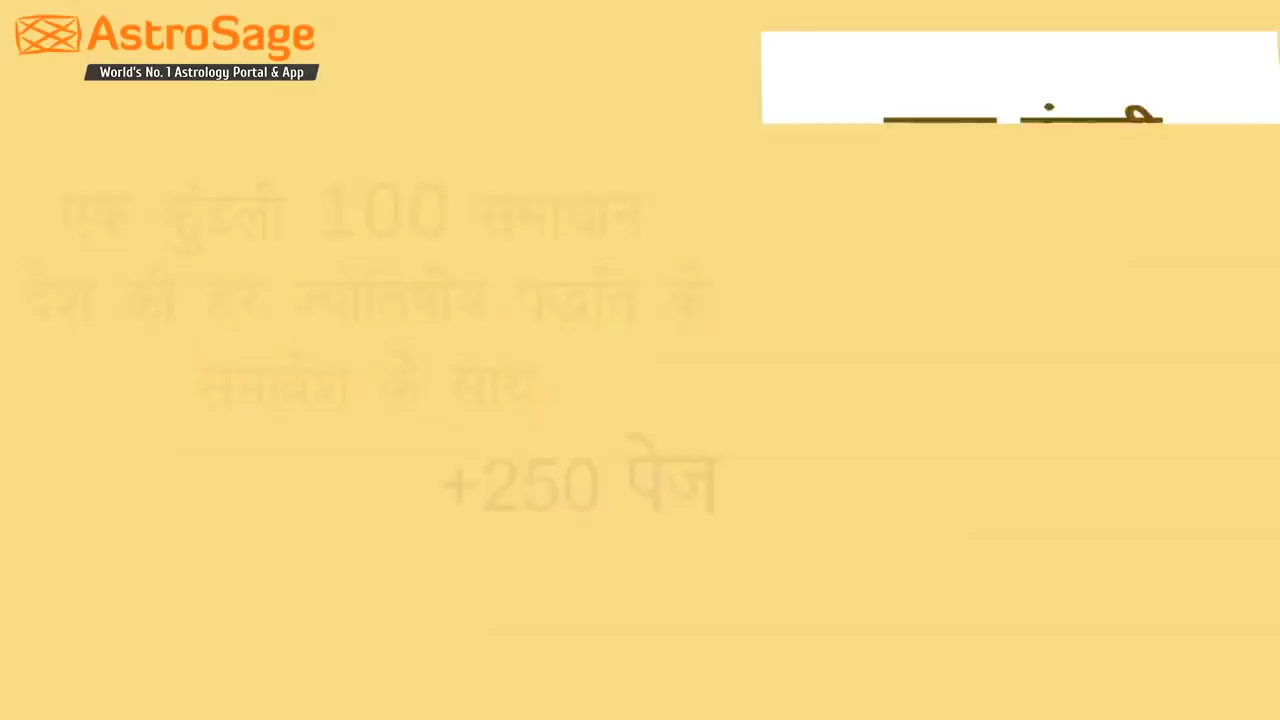 AstroSage
World's No. 1 Astrology Portal & App
एक कुंडली 100 समाधान
देश की हर ज्योतिषीय पद्धति के
समावेश के साथ
+250 पेज